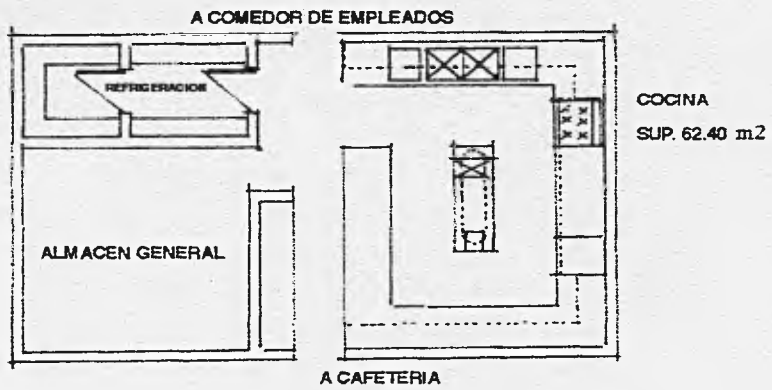 A COMEDOR DE EMPLEADOS
REFRIGERACION
COCINA
SUP. 62.40 m2
ALMACEN GENERAL
A CAFETERIA